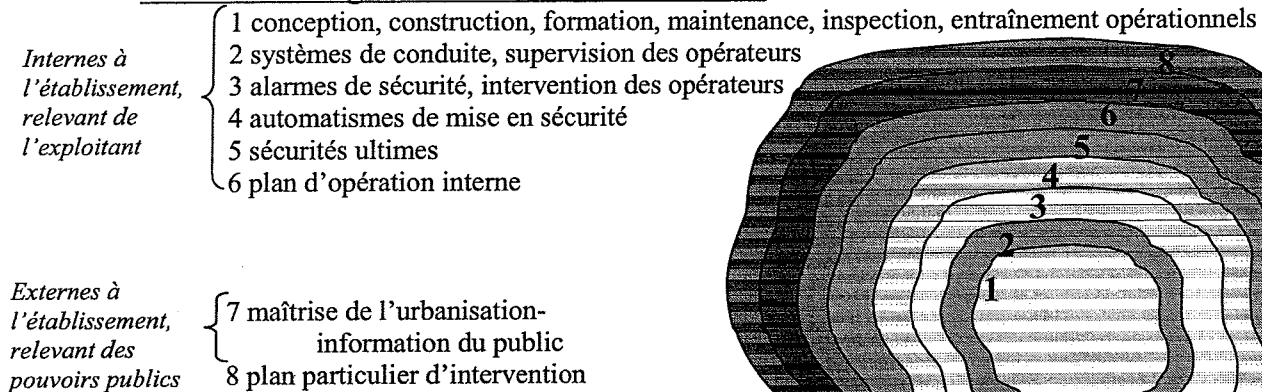 1 conception, construction, formation, maintenance, inspection, entraînement opérationnels
2 systèmes de conduite, supervision des opérateurs
3 alarmes de sécurité, intervention des opérateurs
4 automatismes de mise en sécurité
5 sécurités ultimes
6 plan d'opération interne
Internes à
l'établissement,
relevant de
l'exploitant
Externes à
l'établissement,
relevant des
pouvoirs publics
7 maîtrise de l'urbanisation-
information du public
8 plan particulier d'intervention
8
7
6
5
4
3
2
1